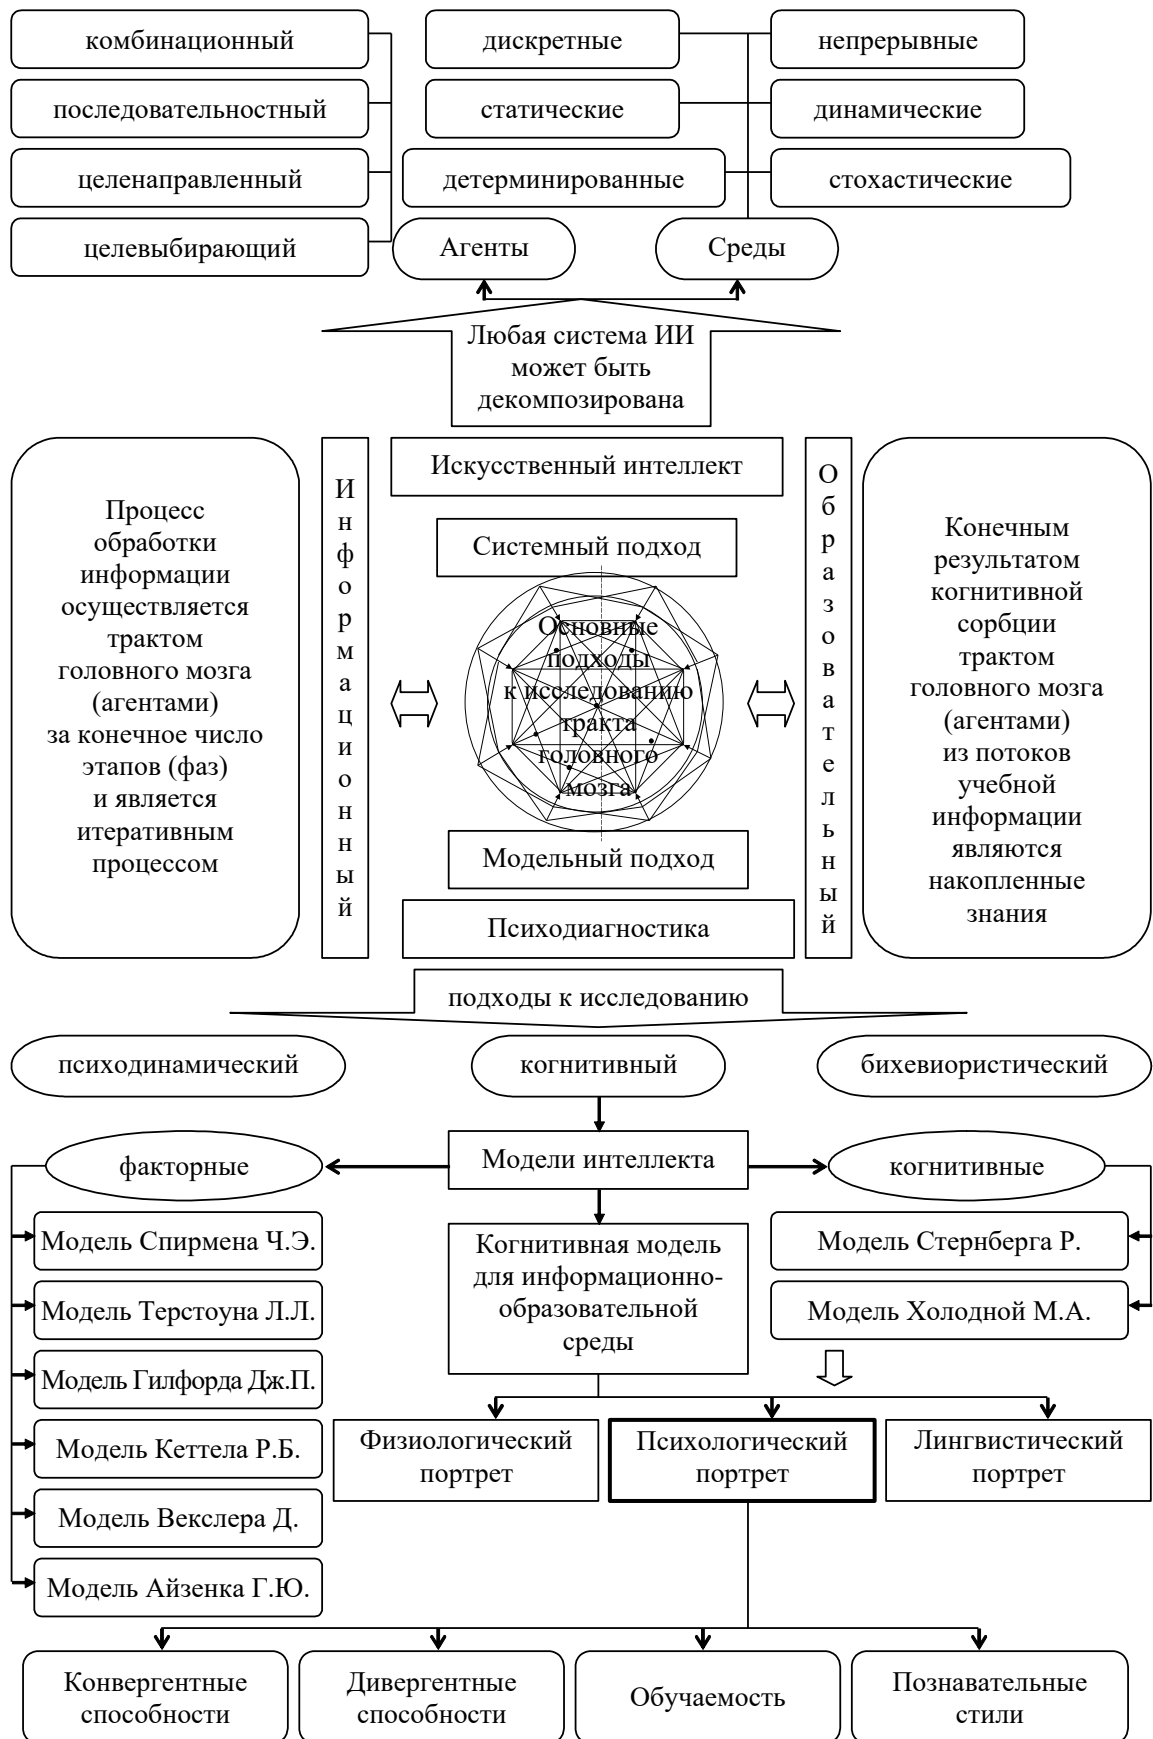 комбинационный
дискретные
непрерывные
последовательностный
статические
динамические
целенаправленный
детерминированные
стохастические
целевыбирающий
Агенты
Среды
Любая система ИИ
может быть
декомпозирована
Процесс
обработки
информации
осуществляется
трактом
головного мозга
(агентами)
за конечное число
этапов (фаз)
и является
итеративным
процессом
Информационный
Искусственный интеллект
Системный подход
Основные
подходы
к исследованию
тракта
головного
мозга
Модельный подход
Психодиагностика
Образовательный
Конечным
результатом
когнитивной
сорбции
трактом
головного мозга
(агентами)
из потоков
учебной
информации
являются
накопленные
знания
подходы к исследованию
психодинамический
когнитивный
бихевиористический
факторные
Модели интеллекта
когнитивные
Модель Спирмена Ч.Э.
Модель Терстоуна Л.Л.
Модель Гилфорда Дж.П.
Модель Кеттела Р.Б.
Модель Векслера Д.
Модель Айзенка Г.Ю.
Когнитивная модель
для информационно-
образовательной
среды
Модель Стернберга Р.
Модель Холодной М.А.
Физиологический
портрет
Психологический
портрет
Лингвистический
портрет
Конвергентные
способности
Дивергентные
способности
Обучаемость
Познавательные
стили